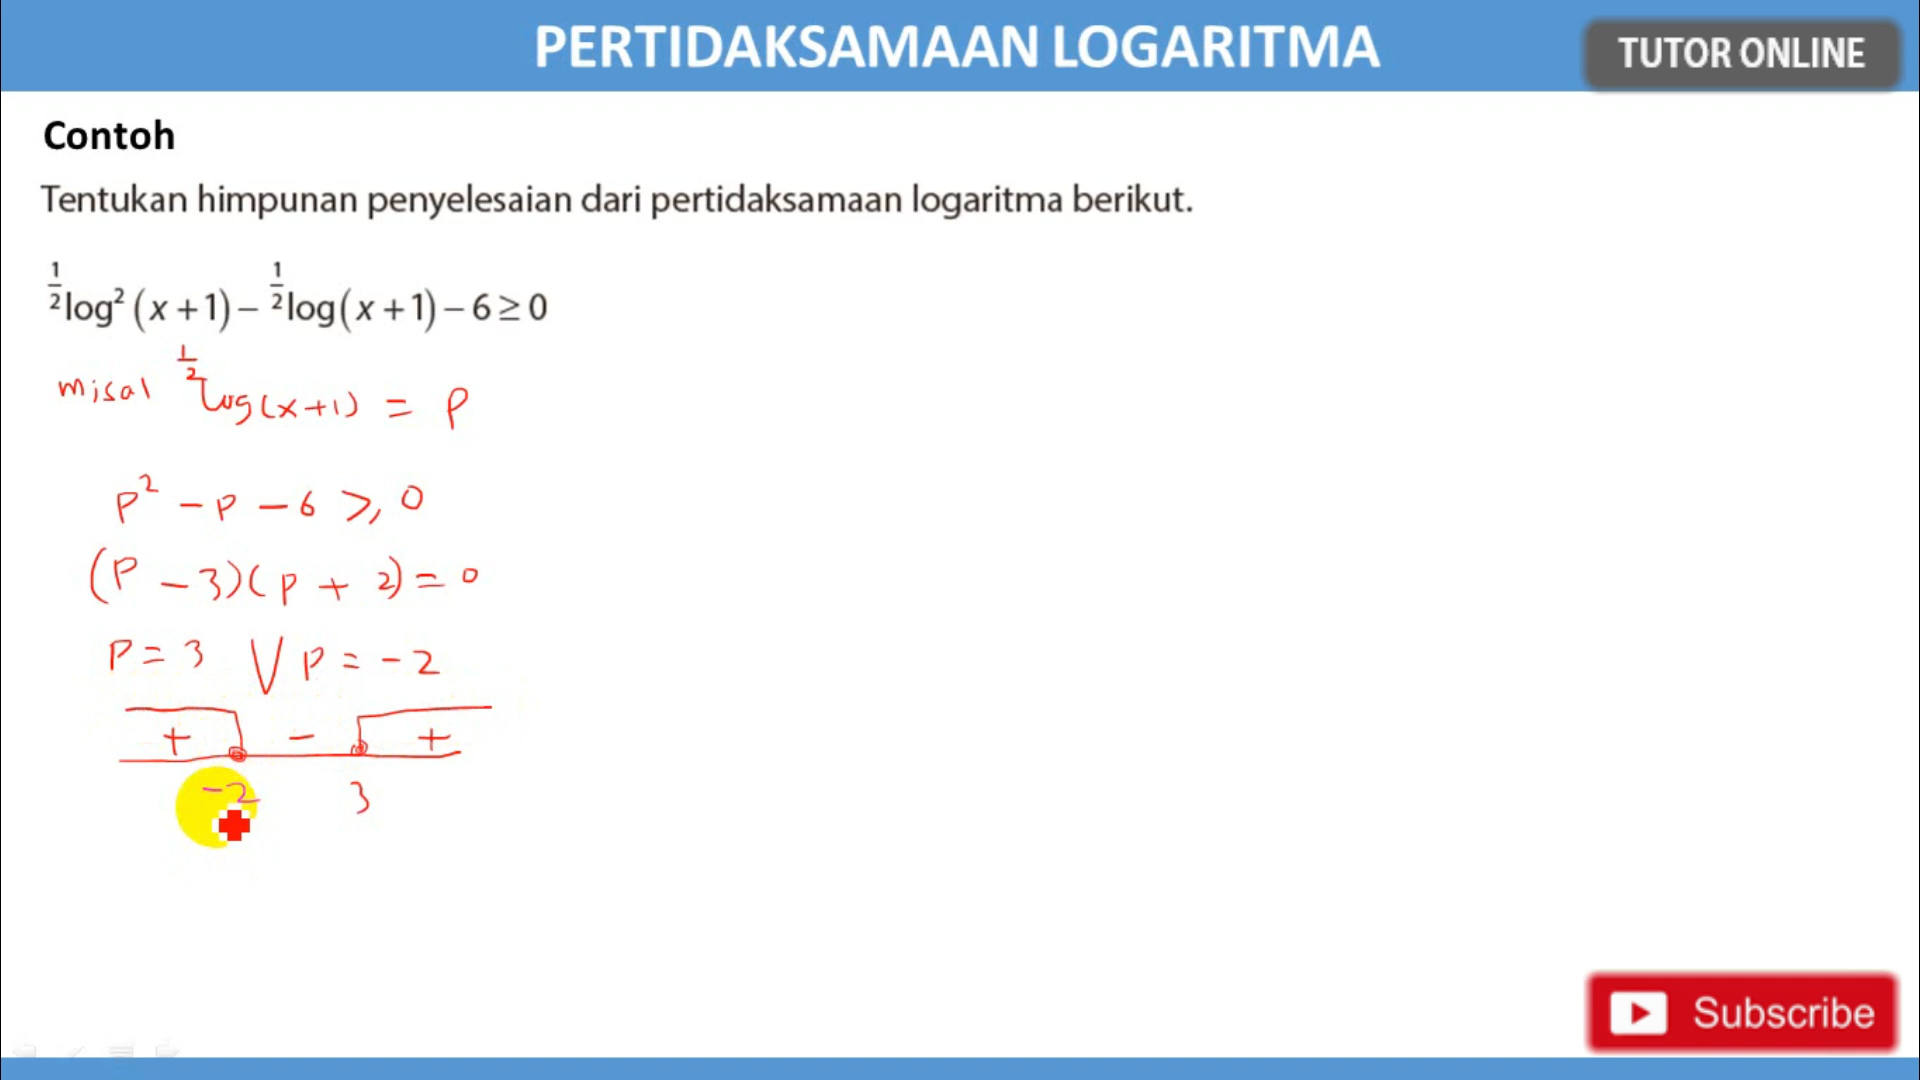 PERTIDAKSAMAAN LOGARITMA
TUTOR ONLINE
Contoh
Tentukan himpunan penyelesaian dari pertidaksamaan logaritma berikut.
½log²(x+1) – ½log(x+1) – 6 ≥ 0
misal ½log(x+1) = p
p² - p - 6 ≥ 0
(p - 3)(p + 2) = 0
p = 3 V p = -2
+ - +
-2 3
Subscribe